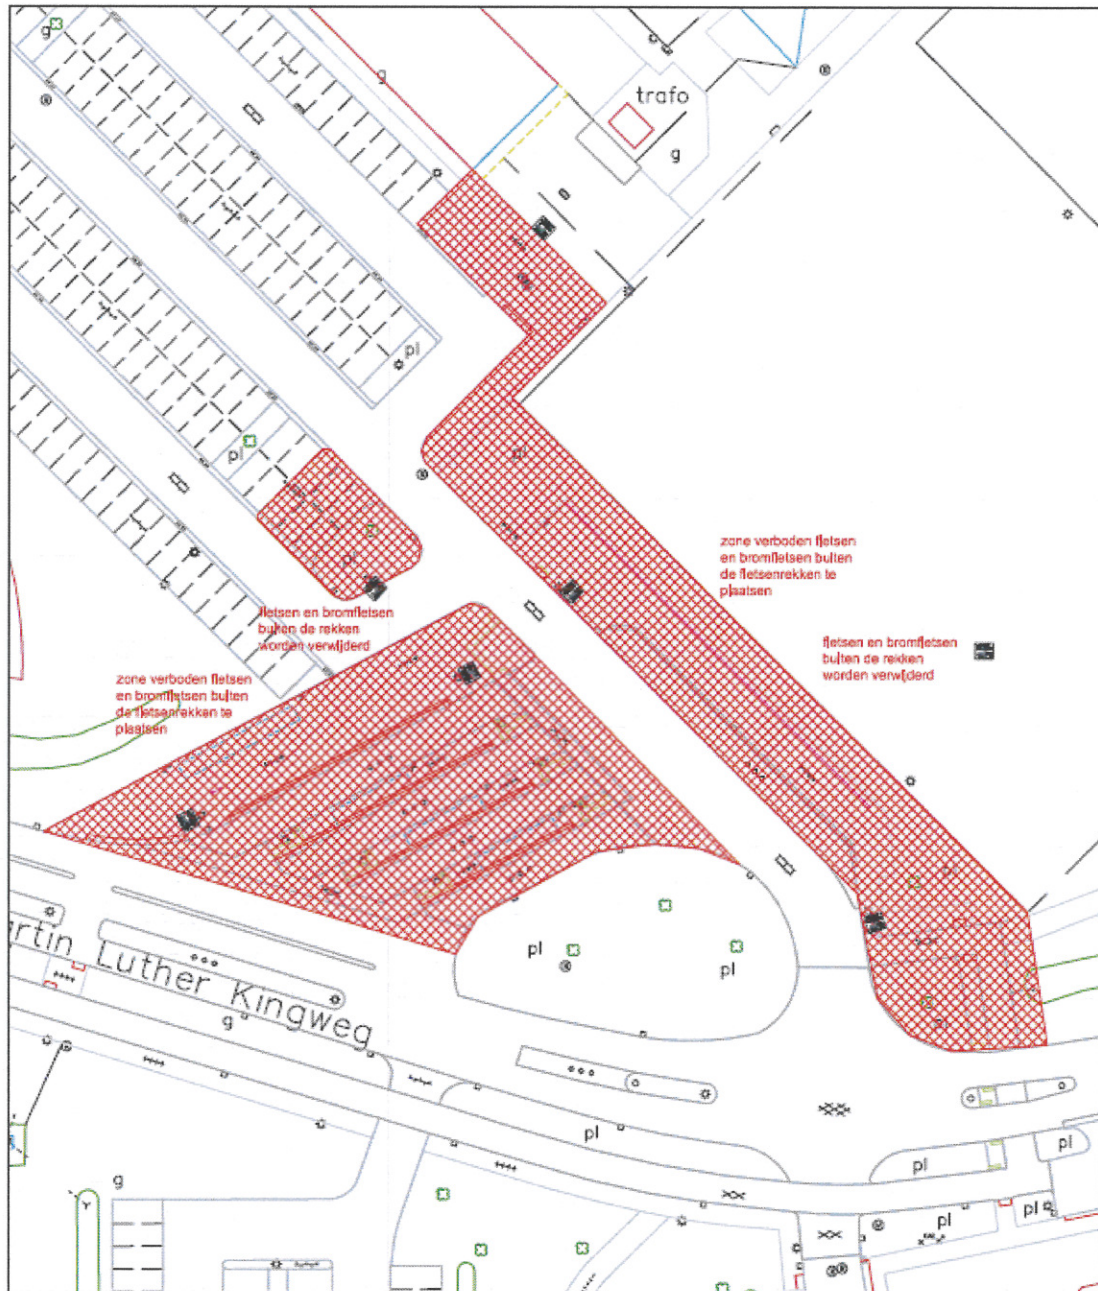 g
g
trafo
g
pl
pl
zone verboden fietsen
en bromfietsen buiten
de fietsenrekken te
plaatsen
fietsen en bromfietsen
buiten de rekken
worden verwijderd
fietsen en bromfietsen
buiten de rekken
worden verwijderd
zone verboden fietsen
en bromfietsen buiten
de fietsenrekken te
plaatsen
artin Luther Kingweg
pl
pl
g
pl
pl
pl
g
pl
pl